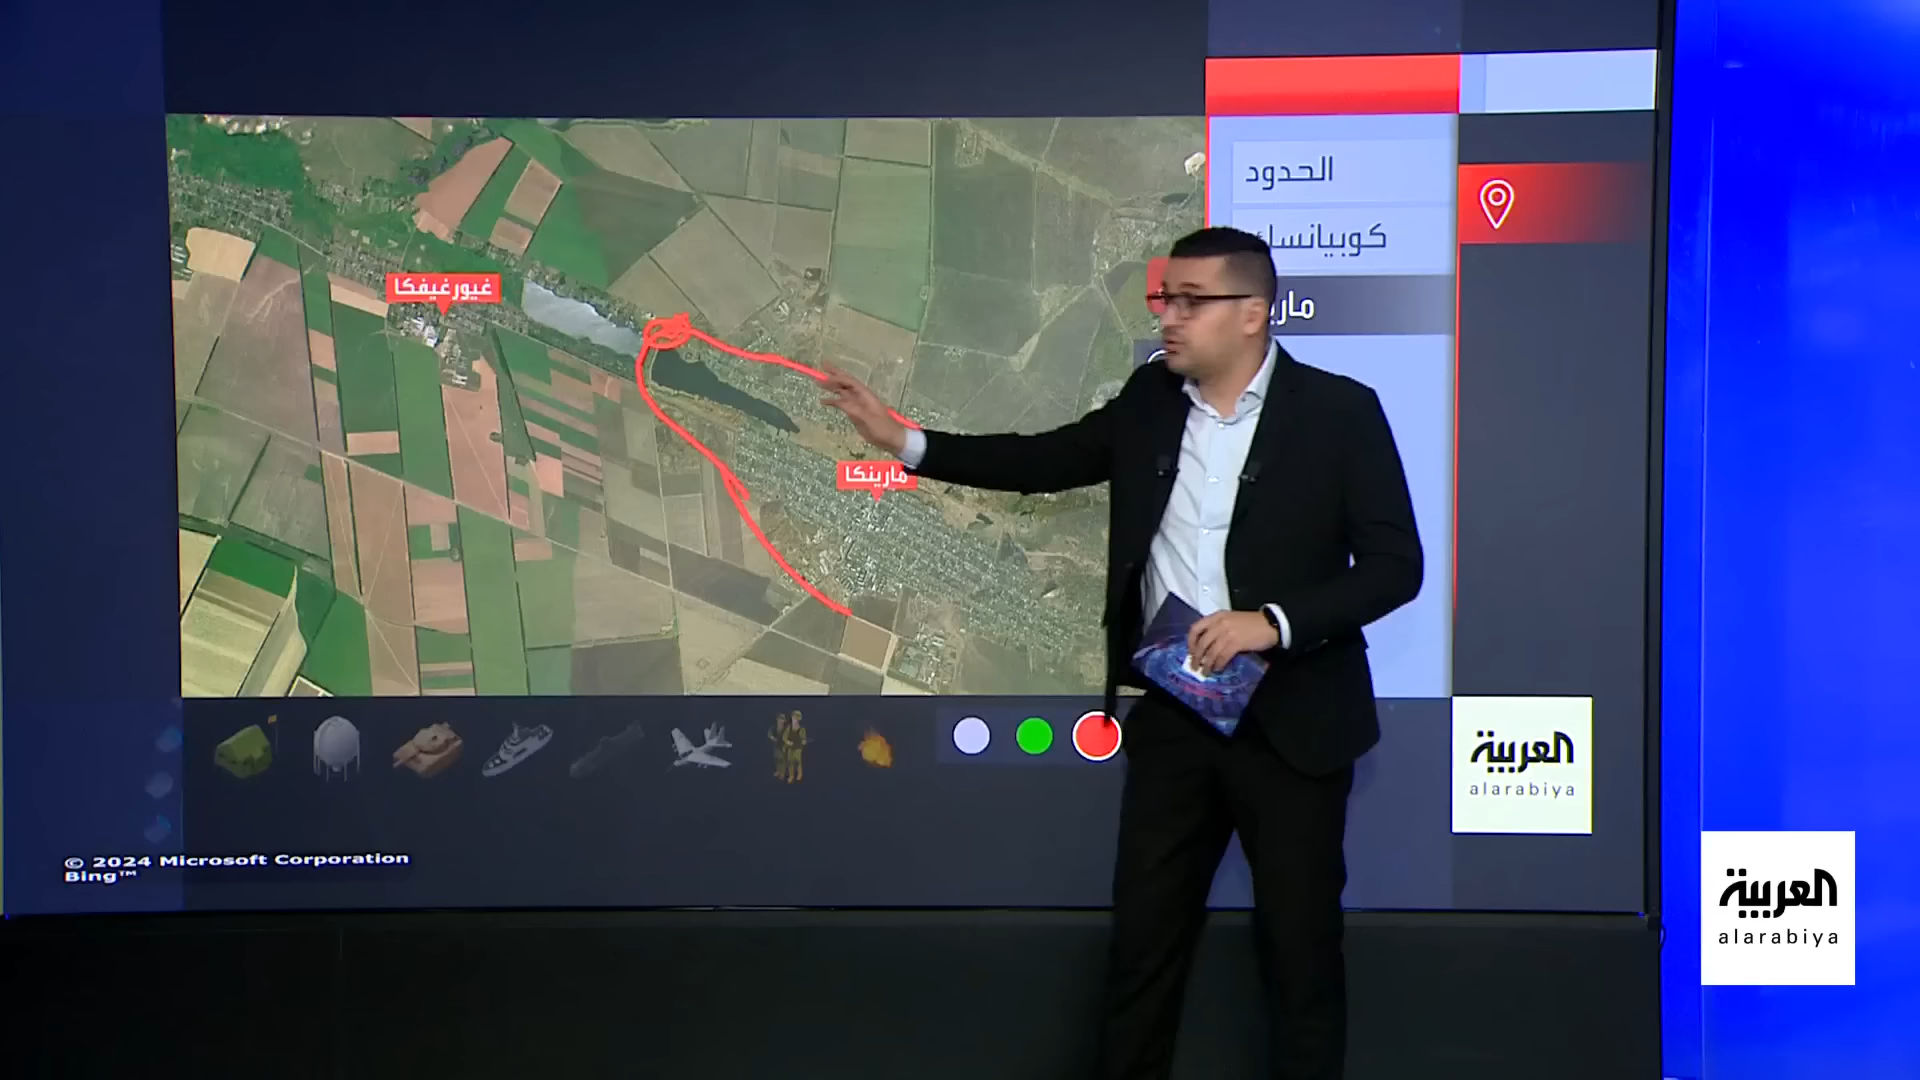 الحدود
كوبيانسك
غيورغيفكا
مارينكا
العربية
alarabiya
© 2024 Microsoft Corporation
Bing™
العربية
alarabiya